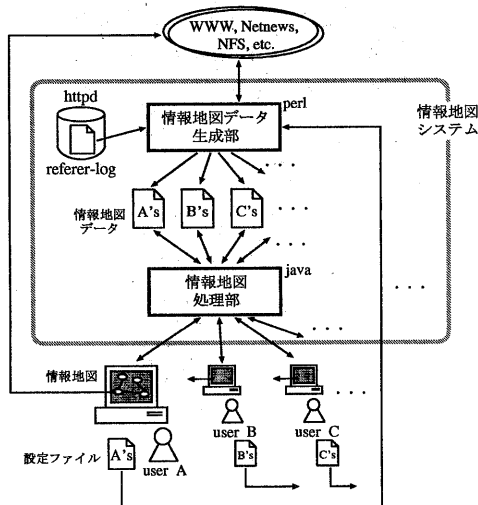 WWW, Netnews,
NFS, etc.
httpd
perl
情報地図データ
生成部
情報地図
システム
referer-log
. . .
情報地図
データ
A's
B's
C's
. . .
. . .
java
情報地図
処理部
. . .
. . .
情報地図
. . .
user B
user C
設定ファイル
A's
user A
B's
C's